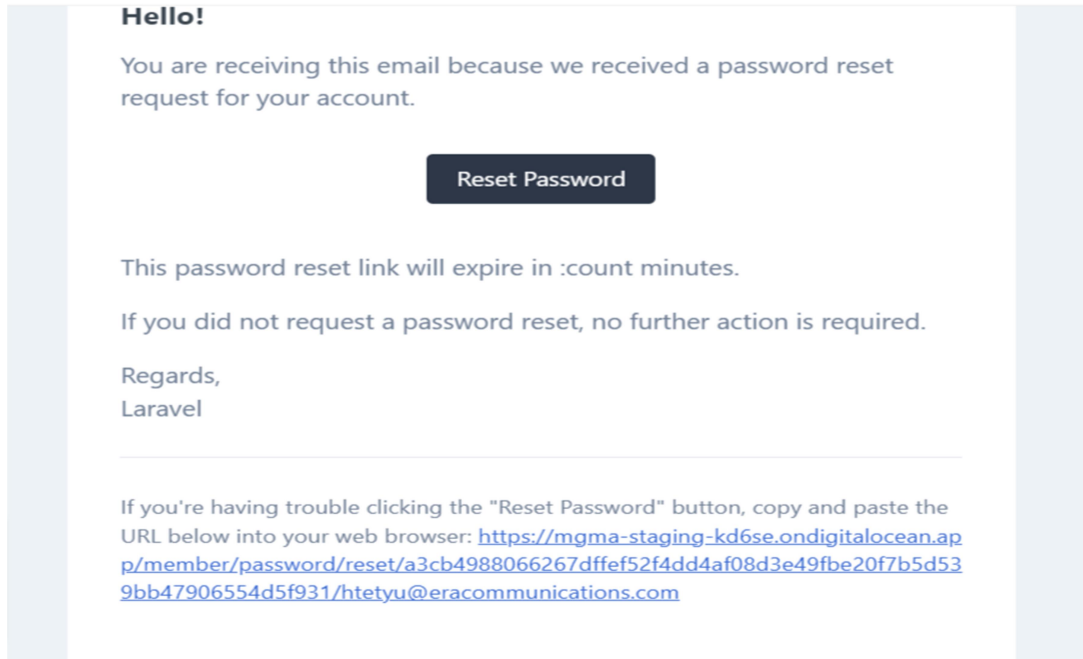 Hello!
You are receiving this email because we received a password reset
request for your account.
Reset Password
This password reset link will expire in :count minutes.
If you did not request a password reset, no further action is required.
Regards,
Laravel
If you're having trouble clicking the "Reset Password" button, copy and paste the
URL below into your web browser: https://mgma-staging-kd6se.ondigitalocean.ap
p/member/password/reset/a3cb4988066267dffef52f4dd4af08d3e49fbe20f7b5d53
9bb47906554d5f931/htetyu@eracommunications.com